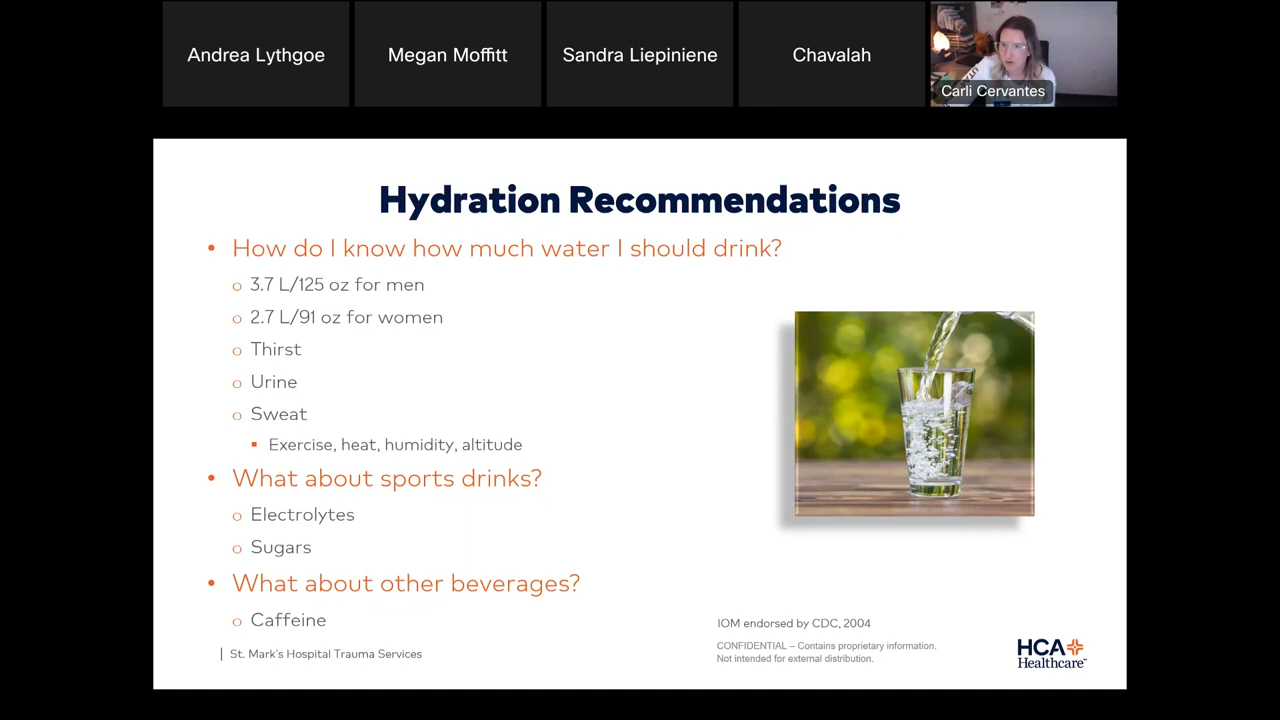 Andrea Lythgoe
Megan Moffitt
Sandra Liepiniene
Chavalah
Carli Cervantes
Hydration Recommendations
• How do I know how much water I should drink?
o 3.7 L/125 oz for men
o 2.7 L/91 oz for women
o Thirst
o Urine
o Sweat
▪ Exercise, heat, humidity, altitude
• What about sports drinks?
o Electrolytes
o Sugars
• What about other beverages?
o Caffeine
IOM endorsed by CDC, 2004
| St. Mark's Hospital Trauma Services
CONFIDENTIAL – Contains proprietary information.
Not intended for external distribution.
HCA
Healthcare™